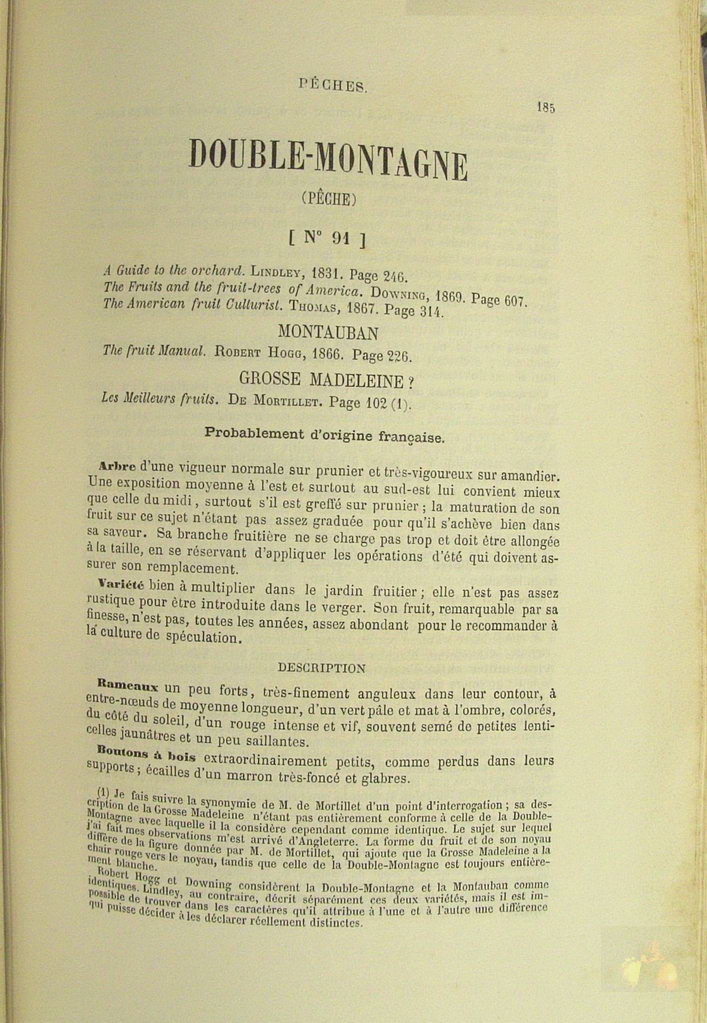 PÊCHES.
185
DOUBLE-MONTAGNE
(PÊCHE)
[ N° 91 ]
A Guide to the orchard. LINDLEY, 1831. Page 246.
The Fruits and the fruit-trees of America. DOWNING, 1869. Page 607.
The American fruit Culturist. THOMAS, 1867. Page 314.
MONTAUBAN
The fruit Manual. ROBERT HOGG, 1866. Page 226.
GROSSE MADELEINE ?
Les Meilleurs fruits. DE MORTILLET. Page 102 (1).
Probablement d'origine française.
Arbre d'une vigueur normale sur prunier et très-vigoureux sur amandier.
Une exposition moyenne à l'est et surtout au sud-est lui convient mieux
que celle du midi, surtout s'il est greffé sur prunier ; la maturation de son
fruit sur ce sujet n'étant pas assez graduée pour qu'il s'achève bien dans
sa saveur. Sa branche fruitière ne se charge pas trop et doit être allongée
à la taille, en se réservant d'appliquer les opérations d'été qui doivent as-
surer son remplacement.
Variété bien à multiplier dans le jardin fruitier ; elle n'est pas assez
rustique pour être introduite dans le verger. Son fruit, remarquable par sa
finesse, n'est pas, toutes les années, assez abondant pour le recommander à
la culture de spéculation.
DESCRIPTION
Rameaux un peu forts, très-finement anguleux dans leur contour, à
entre-nœuds de moyenne longueur, d'un vert pâle et mat à l'ombre, colorés,
du côté du soleil, d'un rouge intense et vif, souvent semé de petites lenti-
celles jaunâtres et un peu saillantes.
Boutons à bois extraordinairement petits, comme perdus dans leurs
supports ; écailles d'un marron très-foncé et glabres.
(1) Je fais suivre la synonymie de M. de Mortillet d'un point d'interrogation ; sa des-
cription de la Grosse Madeleine n'étant pas entièrement conforme à celle de la Double-
Montagne avec laquelle il la considère cependant comme identique. Le sujet sur lequel
j'ai fait mes observations m'est arrivé d'Angleterre. La forme du fruit et de son noyau
diffère de la figure donnée par M. de Mortillet, qui ajoute que la Grosse Madeleine a la
chair rouge vers le noyau, tandis que celle de la Double-Montagne est toujours entière-
ment blanche.
Robert Hogg et Downing considèrent la Double-Montagne et la Montauban comme
identiques. Lindley, au contraire, décrit séparément ces deux variétés, mais il est im-
possible de trouver dans les caractères qu'il attribue à l'une et à l'autre une différence
qui puisse décider à les déclarer réellement distinctes.